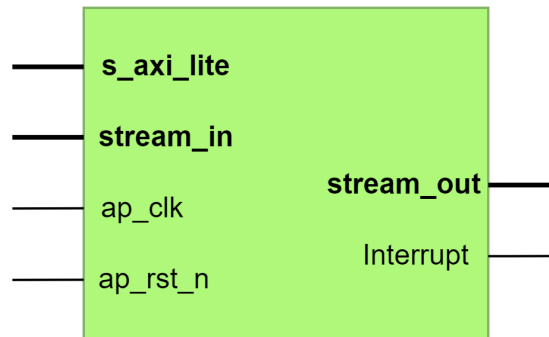 s_axi_lite
stream_in
ap_clk
ap_rst_n
stream_out
Interrupt